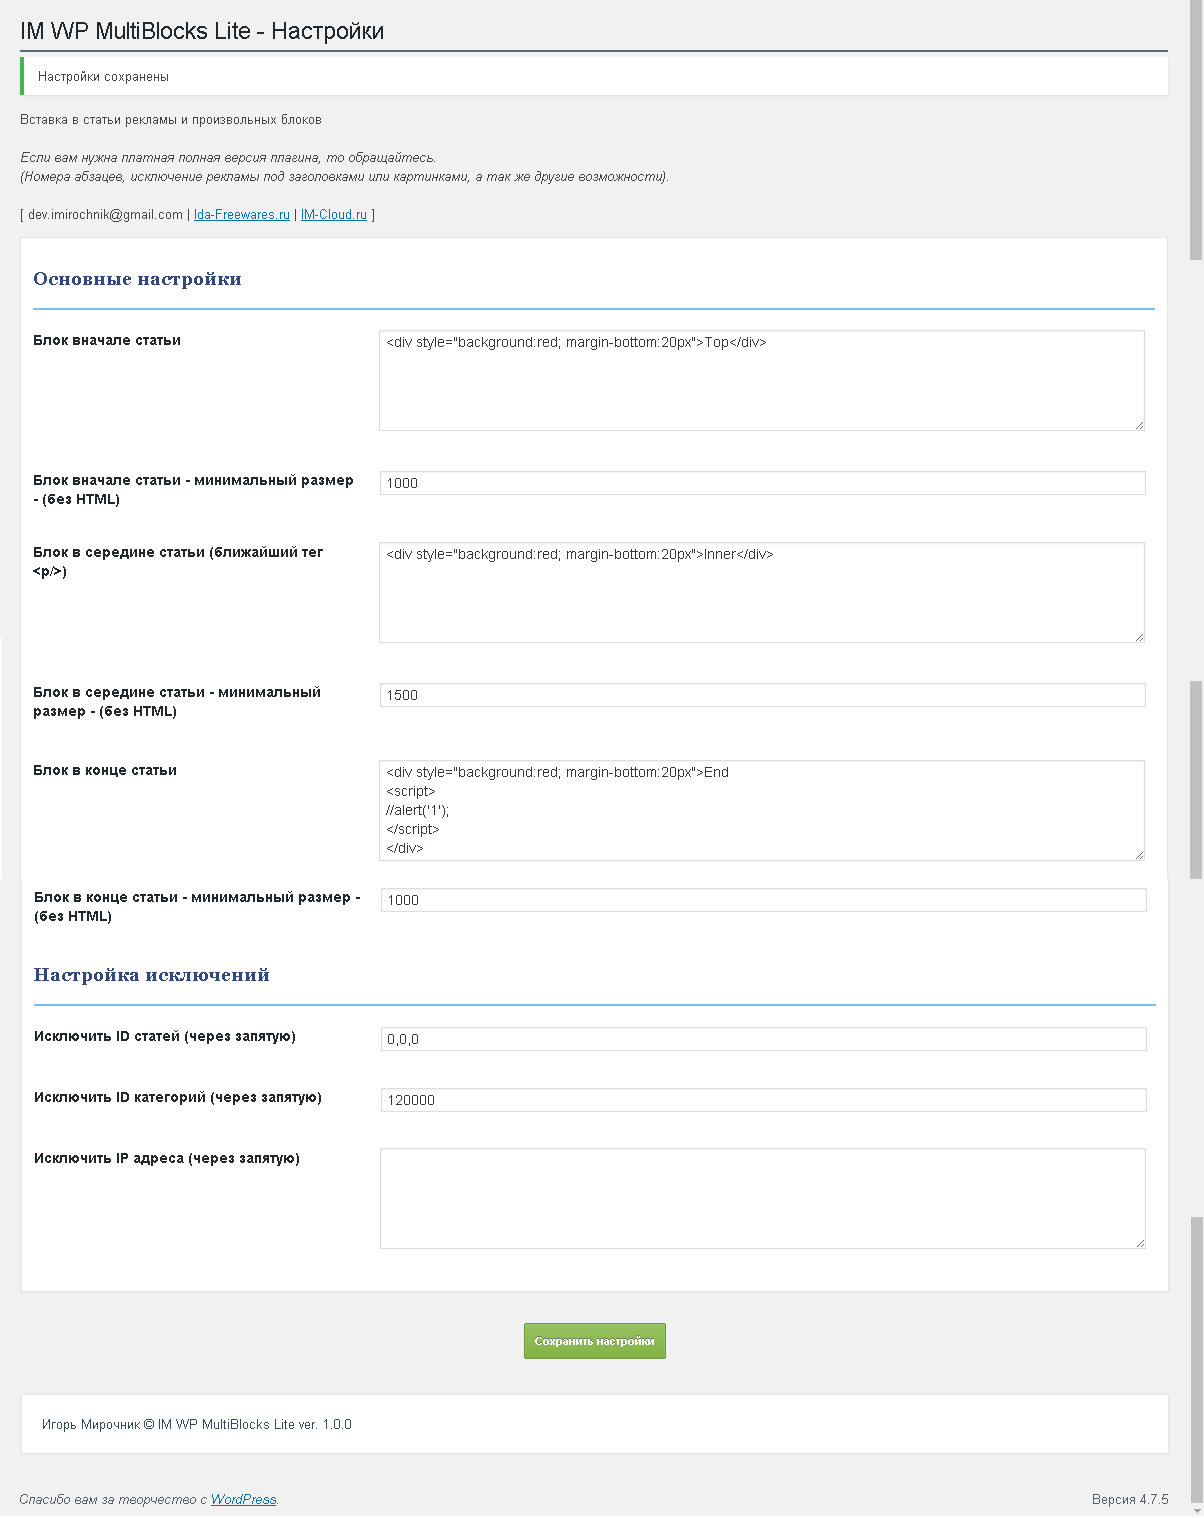 IM WP MultiBlocks Lite - Настройки
Настройки сохранены
Вставка в статьи рекламы и произвольных блоков
Если вам нужна платная полная версия плагина, то обращайтесь.
(Номера абзацев, исключение рекламы под заголовками или картинками, а так же другие возможности).
[ dev.imirochnik@gmail.com | Ida-Freewares.ru | IM-Cloud.ru ]
Основные настройки
Блок вначале статьи
<div style="background:red; margin-bottom:20px">Top</div>
Блок вначале статьи - минимальный размер
- (без HTML)
1000
Блок в середине статьи (ближайший тег
<p/>)
<div style="background:red; margin-bottom:20px">Inner</div>
Блок в середине статьи - минимальный
размер - (без HTML)
1500
Блок в конце статьи
<div style="background:red; margin-bottom:20px">End
<script>
//alert('1');
</script>
</div>
Блок в конце статьи - минимальный размер -
(без HTML)
1000
Настройка исключений
Исключить ID статей (через запятую)
0,0,0
Исключить ID категорий (через запятую)
120000
Исключить IP адреса (через запятую)
Сохранить настройки
Игорь Мирочник © IM WP MultiBlocks Lite ver. 1.0.0
Спасибо вам за творчество с WordPress.
Версия 4.7.5